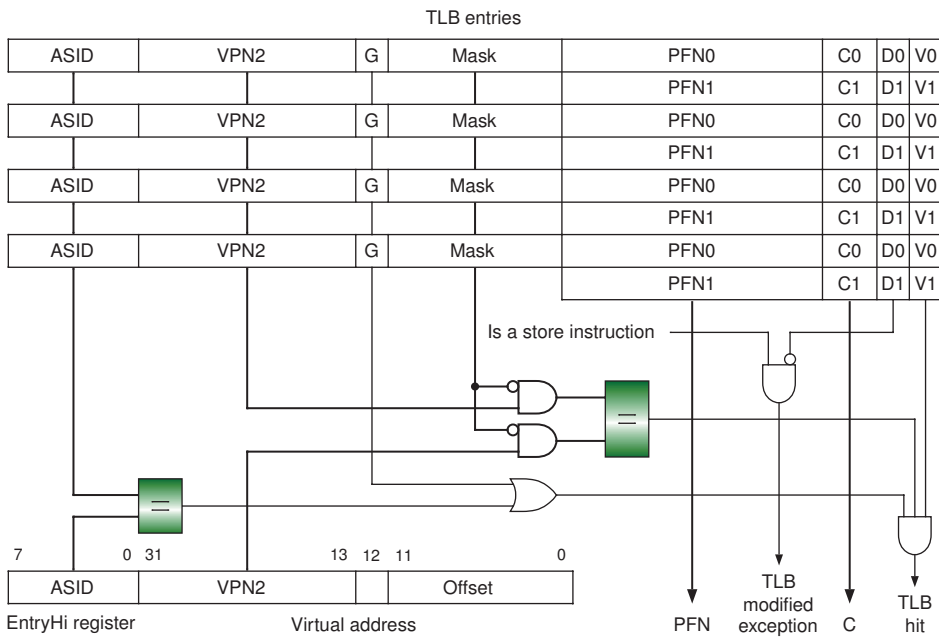 TLB entries
ASID VPN2 G Mask PFN0 C0 D0 V0
PFN1 C1 D1 V1
ASID VPN2 G Mask PFN0 C0 D0 V0
PFN1 C1 D1 V1
ASID VPN2 G Mask PFN0 C0 D0 V0
PFN1 C1 D1 V1
ASID VPN2 G Mask PFN0 C0 D0 V0
PFN1 C1 D1 V1
Is a store instruction
=
=
7 0 31 13 12 11 0
ASID VPN2 Offset
EntryHi register Virtual address
PFN
TLB
modified
exception
C
TLB
hit